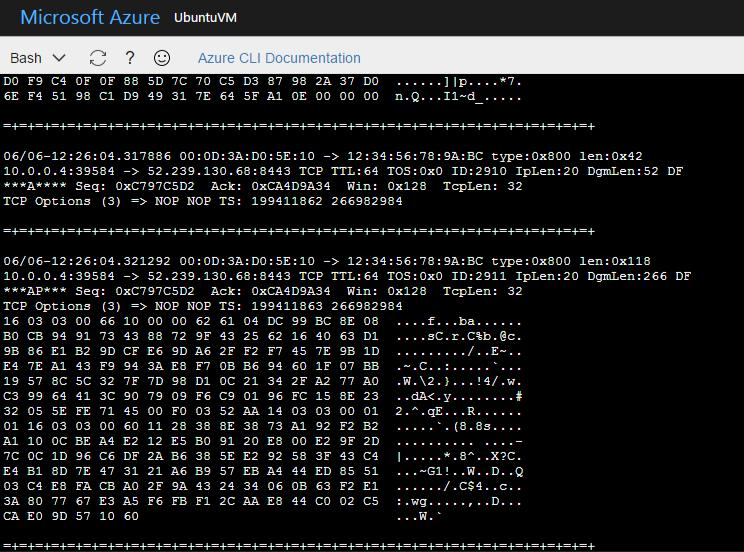 Microsoft Azure UbuntuVM
Bash ? Azure CLI Documentation
D0 F9 C4 0F 0F 88 5D 7C 70 C5 D3 87 98 2A 37 D0 ......]|p....*7.
6E F4 51 98 C1 D9 49 31 7E 64 5F A1 0E 00 00 00 n.Q...I1~d_.....
=+=+=+=+=+=+=+=+=+=+=+=+=+=+=+=+=+=+=+=+=+=+=+=+=+=+=+=+=+=+=+=+=+=+=+=+=+
06/06-12:26:04.317886 00:0D:3A:D0:5E:10 -> 12:34:56:78:9A:BC type:0x800 len:0x42
10.0.0.4:39584 -> 52.239.130.68:8443 TCP TTL:64 TOS:0x0 ID:2910 IpLen:20 DgmLen:52 DF
***A**** Seq: 0xC797C5D2 Ack: 0xCA4D9A34 Win: 0x128 TcpLen: 32
TCP Options (3) => NOP NOP TS: 199411862 266982984
=+=+=+=+=+=+=+=+=+=+=+=+=+=+=+=+=+=+=+=+=+=+=+=+=+=+=+=+=+=+=+=+=+=+=+=+=+
06/06-12:26:04.321292 00:0D:3A:D0:5E:10 -> 12:34:56:78:9A:BC type:0x800 len:0x118
10.0.0.4:39584 -> 52.239.130.68:8443 TCP TTL:64 TOS:0x0 ID:2911 IpLen:20 DgmLen:266 DF
***AP*** Seq: 0xC797C5D2 Ack: 0xCA4D9A34 Win: 0x128 TcpLen: 32
TCP Options (3) => NOP NOP TS: 199411863 266982984
16 03 03 00 66 10 00 00 62 61 04 DC 99 BC 8E 08 ....f...ba......
B0 CB 94 91 73 43 88 72 9F 43 25 62 16 40 63 D1 ....sC.r.C%b.@c.
9B 86 E1 B2 9D CF E6 9D A6 2F F2 F7 45 7E 9B 1D ........./..E~..
E4 7E A1 43 F9 94 3A E8 F7 0B B6 94 60 1F 07 BB .~.C..:.....`...
19 57 8C 5C 32 7F 7D 98 D1 0C 21 34 2F A2 77 A0 .W.\2.}...!4/.w.
C3 99 64 41 3C 90 79 09 F6 C9 01 96 FC 15 8E 23 ..dA<.y........#
32 05 5E FE 71 45 00 F0 03 52 AA 14 03 03 00 01 2.^.qE...R......
01 16 03 03 00 60 11 28 38 8E 38 73 A1 92 F2 B2 .....`.(8.8s....
A1 10 0C BE A4 E2 12 E5 B0 91 20 E8 00 E2 9F 2D .......... ....-
7C 0C 1D 96 C6 DF 2A B6 38 5E E2 92 58 3F 43 C4 |.....*.8^..X?C.
E4 B1 8D 7E 47 31 21 A6 B9 57 EB A4 44 ED 85 51 ...~G1!..W..D..Q
03 C4 E8 FA CB A0 2F 9A 43 24 34 06 0B 63 F2 E1 ....../.C$4..c..
3A 80 77 67 E3 A5 F6 FB F1 2C AA E8 44 C0 02 C5 :.wg.....,..D...
CA E0 9D 57 10 60 ...W.`
=+=+=+=+=+=+=+=+=+=+=+=+=+=+=+=+=+=+=+=+=+=+=+=+=+=+=+=+=+=+=+=+=+=+=+=+=+